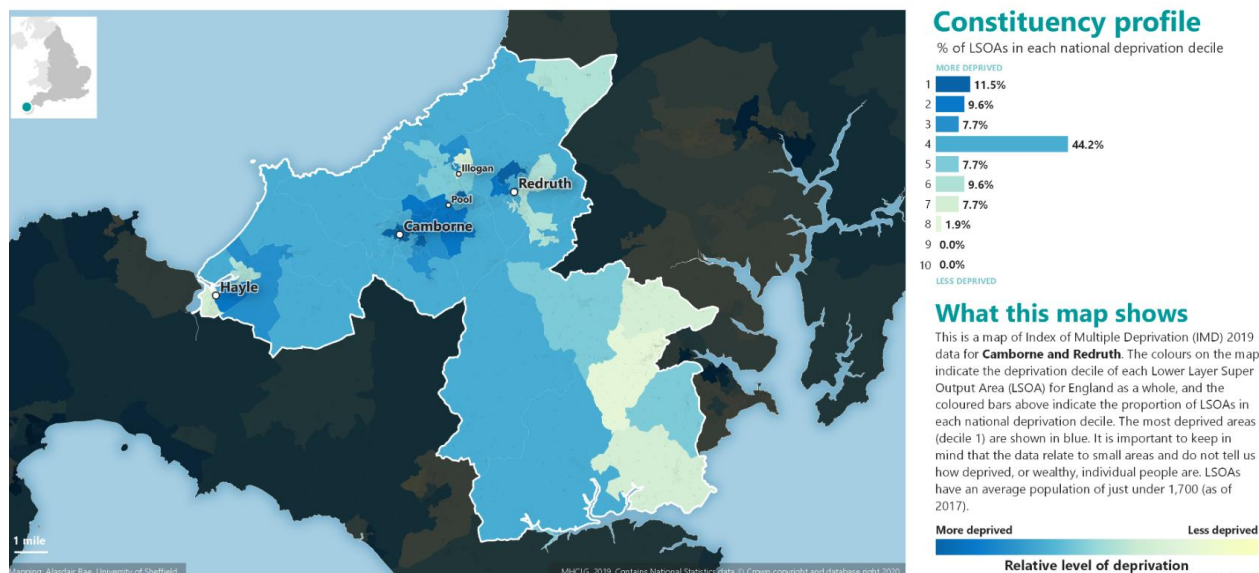 Constituency profile
% of LSOAs in each national deprivation decile
MORE DEPRIVED
1 11.5%
2 9.6%
3 7.7%
4 44.2%
5 7.7%
6 9.6%
7 7.7%
8 1.9%
9 0.0%
10 0.0%
LESS DEPRIVED
Illogan
Redruth
Pool
Camborne
Hayle
1 mile
Mapping: Alasdair Rae, University of Sheffield
MHCLG, 2019. Contains National Statistics data © Crown copyright and database right 2020
What this map shows
This is a map of Index of Multiple Deprivation (IMD) 2019
data for Camborne and Redruth. The colours on the map
indicate the deprivation decile of each Lower Layer Super
Output Area (LSOA) for England as a whole, and the
coloured bars above indicate the proportion of LSOAs in
each national deprivation decile. The most deprived areas
(decile 1) are shown in blue. It is important to keep in
mind that the data relate to small areas and do not tell us
how deprived, or wealthy, individual people are. LSOAs
have an average population of just under 1,700 (as of
2017).
More deprived Less deprived
Relative level of deprivation